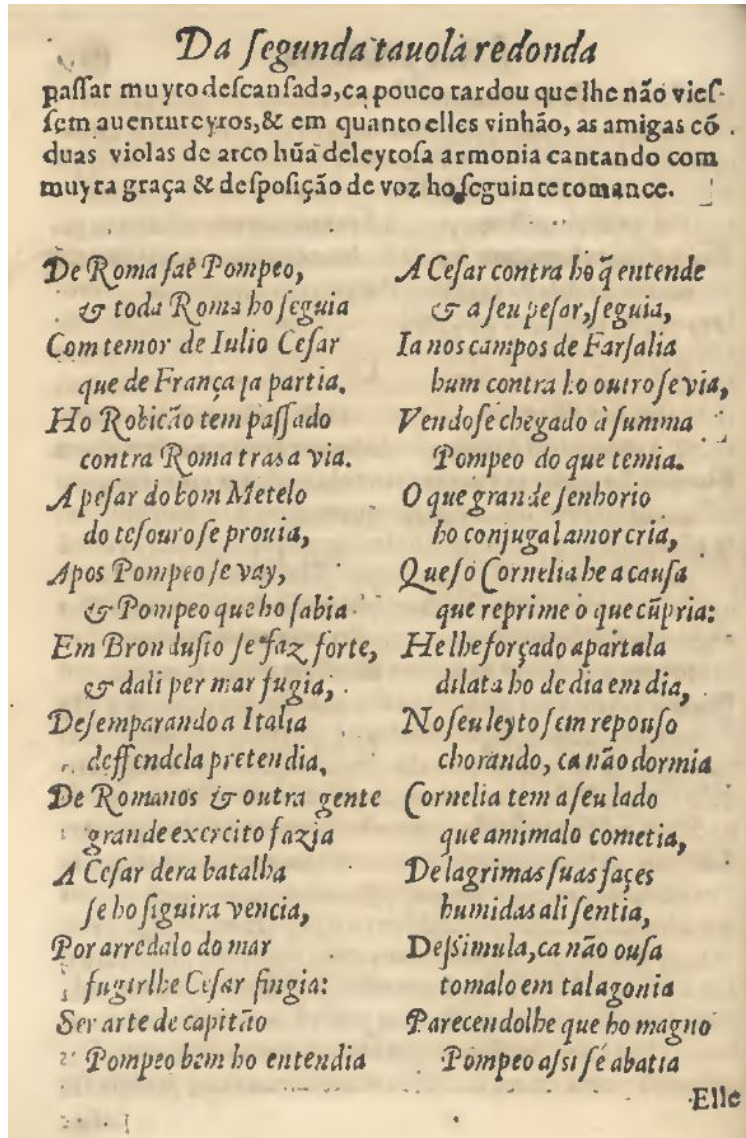 Da ſegunda tauola redonda
paſſar muyto deſcanſada, ca pouco tardou que lhe não vieſ-
ſem auentureyros, & em quanto elles vinhão, as amigas cõ
duas violas de arco hũa deleytoſa armonia cantando com
muyta graça & deſpoſição de voz ho ſeguinte romance.
De Roma ſae Pompeo,
& toda Roma ho ſeguia
Com temor de Iulio Ceſar
que de França ja partia,
Ho Robicão tem paſſado
contra Roma tras a via.
A peſar do bom Metelo
do teſouro ſe prouia,
Apos Pompeo ſe vay,
& Pompeo que ho ſabia
Em Brunduſio ſe faz forte,
& dali per mar fugia,
Deſemparando a Italia
deffendela pretendia,
De Romanos & outra gente
grande exercito fazia
A Ceſar dera batalha
ſe ho ſiguira vencia,
Por arredalo do mar
fugirlhe Ceſar fingia:
Ser arte de capitão
Pompeo bem ho entendia
A Ceſar contra ho q̃ entende
& a ſeu peſar, ſeguia,
Ia nos campos de Farſalia
hum contra ho outro ſe via,
Vendoſe chegado à ſumma
Pompeo do que temia.
O que grande ſenhorio
ho conjugal amor cria,
Que ſó Cornelia he a cauſa
que reprime o que cũpria:
He lhe forçado apartala
dilata ho de dia em dia,
No ſeu leyto ſem repouſo
chorando, ca não dormia
Cornelia tem a ſeu lado
que amimalo cometia,
De lagrimas ſuas façes
humidas ali ſentia,
Deſsimula, ca não ouſa
tomalo em tal agonia
Parecendolhe que ho magno
Pompeo aſsi ſe abatia
Elle